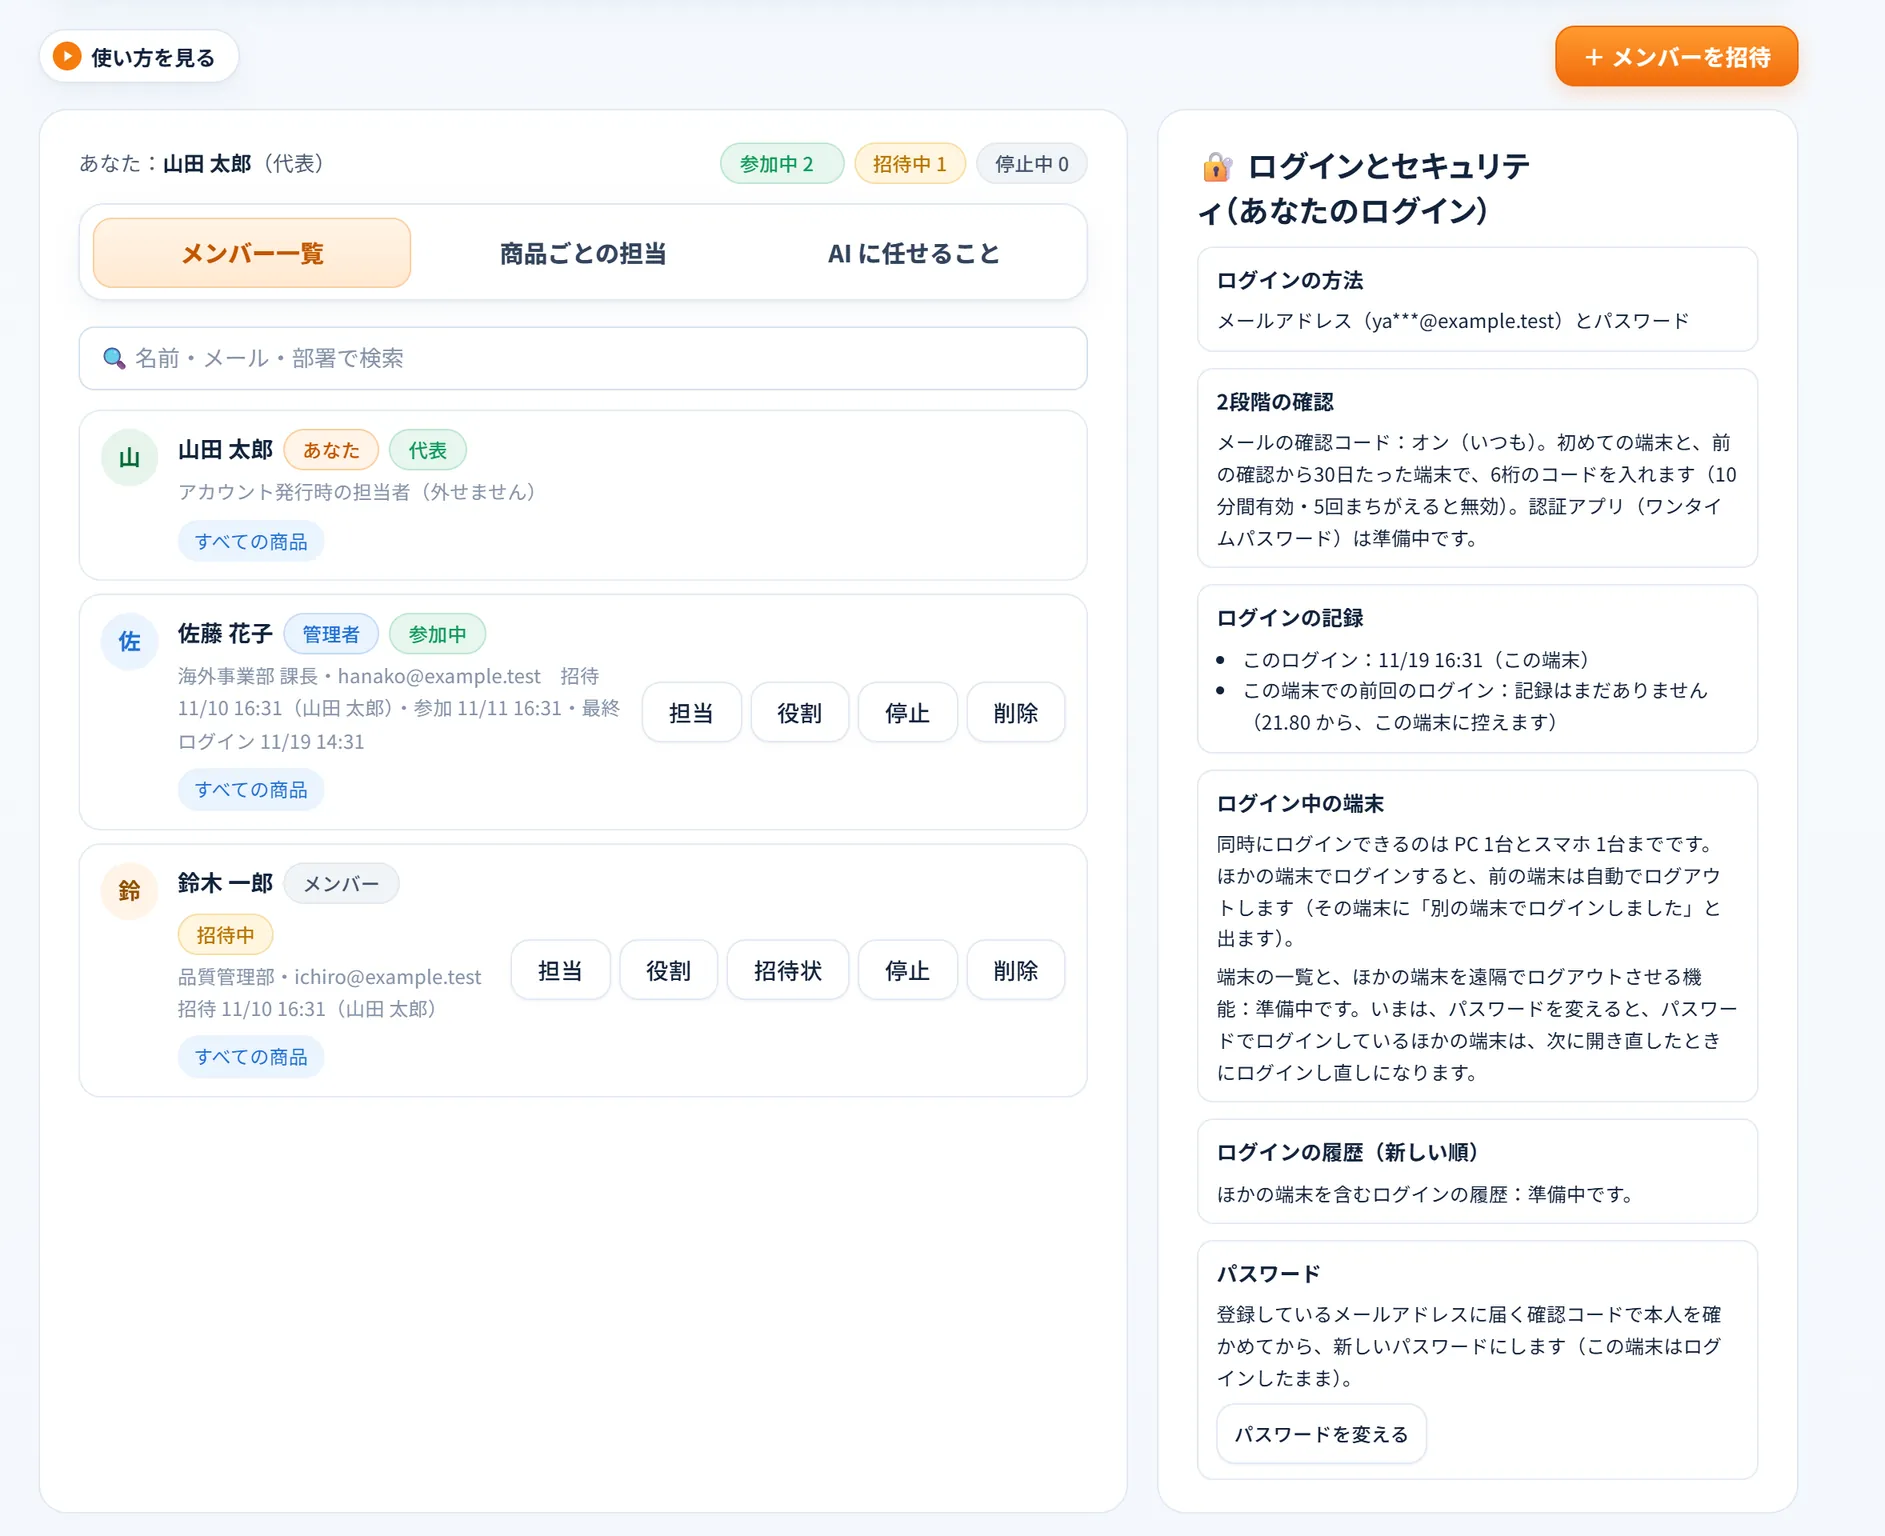 使い方を見る
＋ メンバーを招待
あなた：山田 太郎（代表）
参加中 2
招待中 1
停止中 0
メンバー一覧
商品ごとの担当
AI に任せること
名前・メール・部署で検索
山
山田 太郎
あなた
代表
アカウント発行時の担当者（外せません）
すべての商品
佐
佐藤 花子
管理者
参加中
海外事業部 課長・hanako@example.test　招待
11/10 16:31（山田 太郎）・参加 11/11 16:31・最終
ログイン 11/19 14:31
すべての商品
担当
役割
停止
削除
鈴
鈴木 一郎
メンバー
招待中
品質管理部・ichiro@example.test
招待 11/10 16:31（山田 太郎）
すべての商品
担当
役割
招待状
停止
削除
ログインとセキュリテ
ィ（あなたのログイン）
ログインの方法
メールアドレス（ya***@example.test）とパスワード
2段階の確認
メールの確認コード：オン（いつも）。初めての端末と、前
の確認から30日たった端末で、6桁のコードを入れます（10
分間有効・5回まちがえると無効）。認証アプリ（ワンタイ
ムパスワード）は準備中です。
ログインの記録
• このログイン：11/19 16:31（この端末）
• この端末での前回のログイン：記録はまだありません
（21.80 から、この端末に控えます）
ログイン中の端末
同時にログインできるのは PC 1台とスマホ 1台までです。
ほかの端末でログインすると、前の端末は自動でログアウ
トします（その端末に「別の端末でログインしました」と
出ます）。
端末の一覧と、ほかの端末を遠隔でログアウトさせる機
能：準備中です。いまは、パスワードを変えると、パスワー
ドでログインしているほかの端末は、次に開き直したとき
にログインし直しになります。
ログインの履歴（新しい順）
ほかの端末を含むログインの履歴：準備中です。
パスワード
登録しているメールアドレスに届く確認コードで本人を確
かめてから、新しいパスワードにします（この端末はログ
インしたまま）。
パスワードを変える